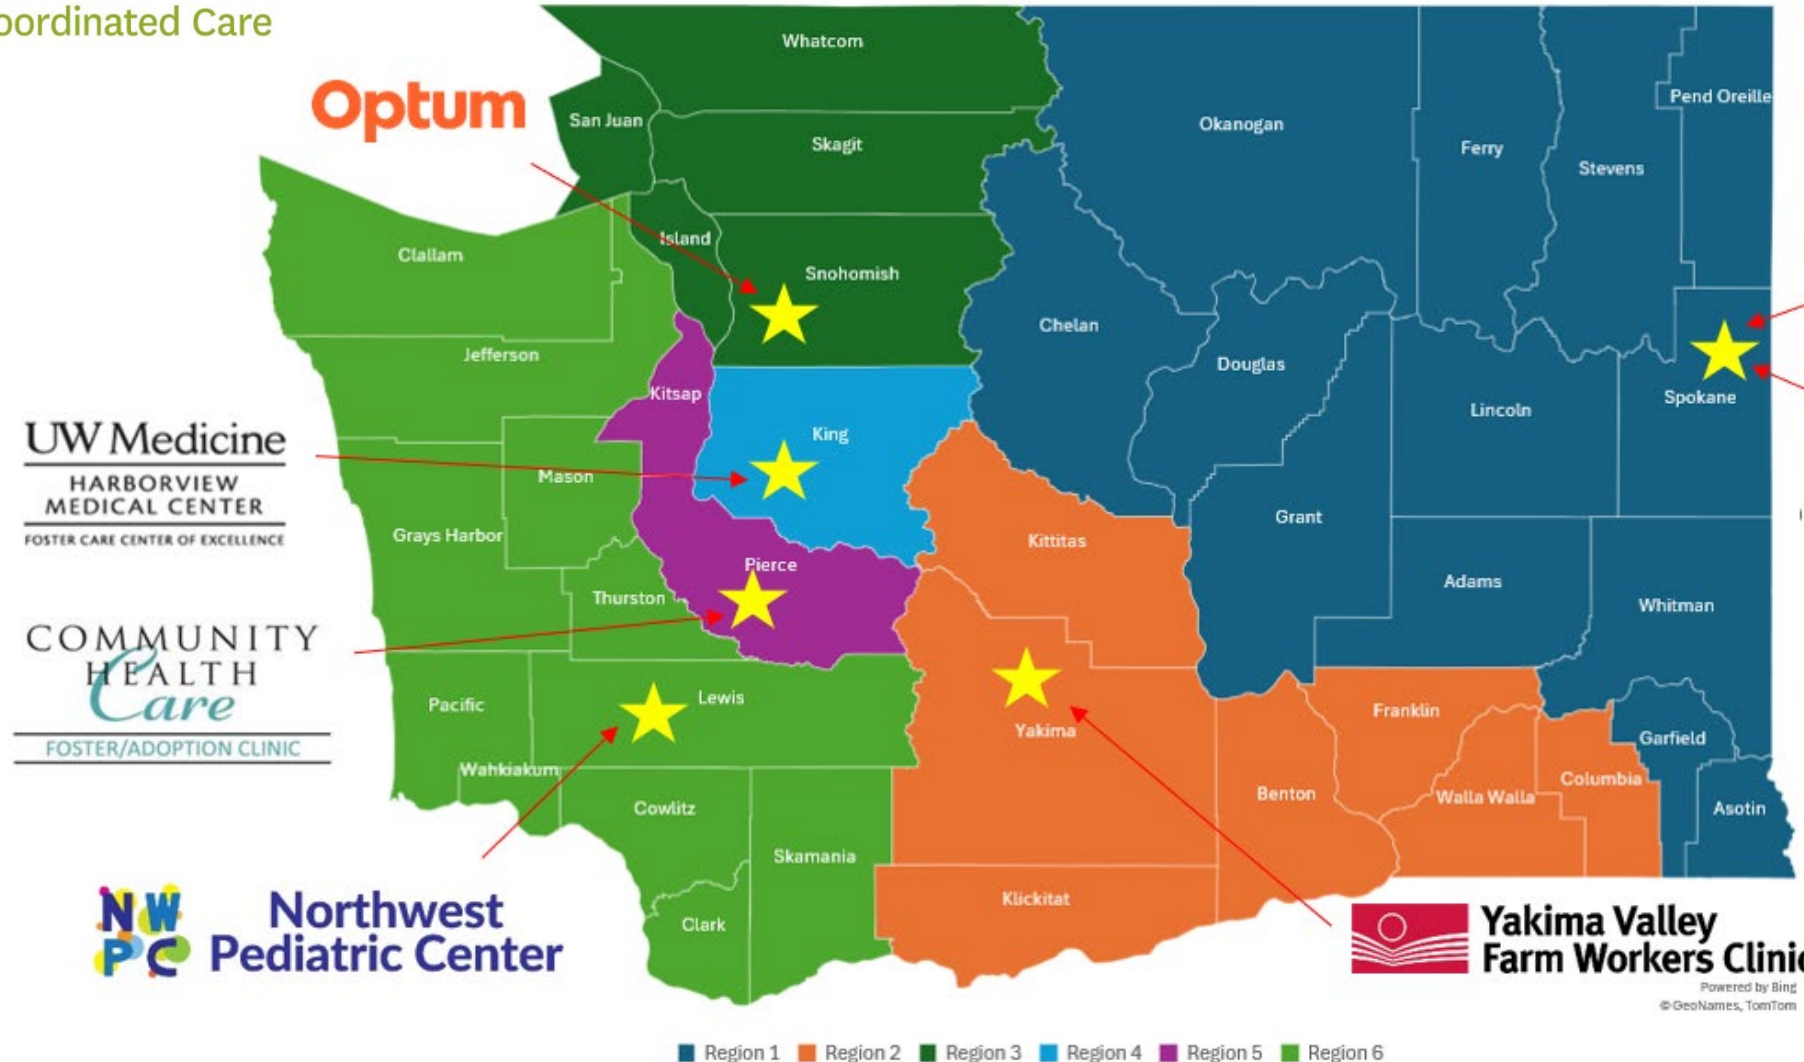 oordinated Care
Optum
UW Medicine
HARBORVIEW
MEDICAL CENTER
FOSTER CARE CENTER OF EXCELLENCE
COMMUNITY
HEALTH
Care
FOSTER/ADOPTION CLINIC
NW
PC
Northwest
Pediatric Center
Whatcom
San Juan
Skagit
Island
Snohomish
Clallam
Jefferson
Kitsap
King
Mason
Grays Harbor
Pierce
Thurston
Pacific
Lewis
Wahkiakum
Cowlitz
Skamania
Clark
Okanogan
Ferry
Stevens
Pend Oreille
Chelan
Douglas
Lincoln
Spokane
Grant
Kittitas
Adams
Whitman
Yakima
Franklin
Garfield
Benton
Walla Walla
Columbia
Asotin
Klickitat
Yakima Valley
Farm Workers Clinic
Powered by Bing
© GeoNames, TomTom
Region 1 Region 2 Region 3 Region 4 Region 5 Region 6